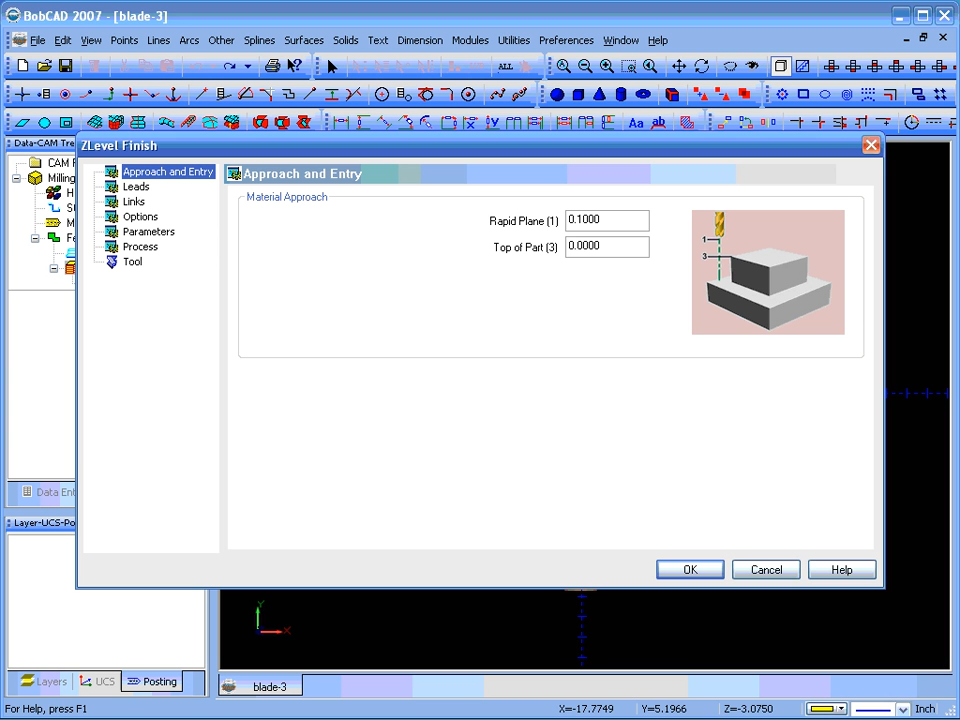 BobCAD 2007 - [blade-3]
File Edit View Points Lines Arcs Other Splines Surfaces Solids Text Dimension Modules Utilities Preferences Window Help
ALL
Aa ab
Data-CAM Tre
ZLevel Finish
CAM
Milling
Approach and Entry
Leads
Links
Options
Parameters
Process
Tool
Approach and Entry
Material Approach
Rapid Plane (1) 0.1000
Top of Part (3) 0.0000
1
3
Data Ent
Layer-UCS-Po
OK Cancel Help
Y
X
Layers UCS Posting
blade-3
For Help, press F1
X=-17.7749 Y=5.1966 Z=-3.0750 Inch